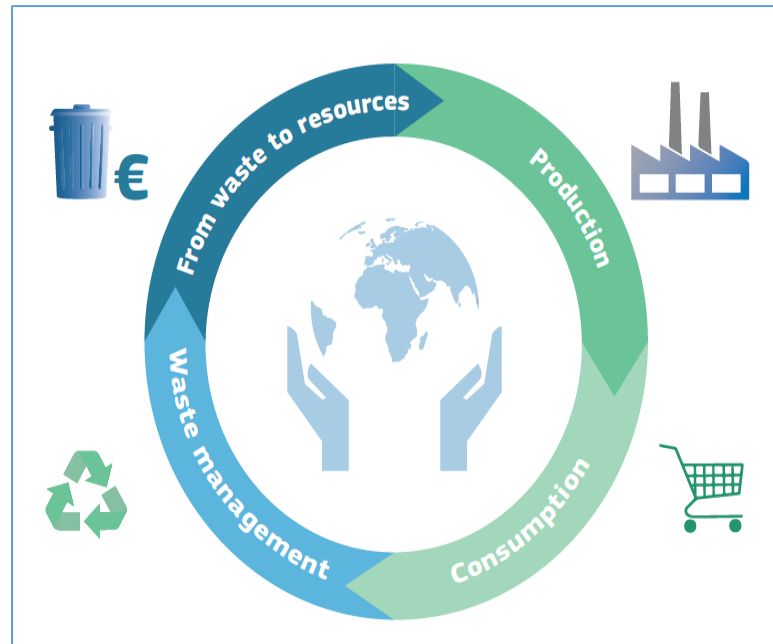 From waste to resources
Production
€
Waste management
Consumption